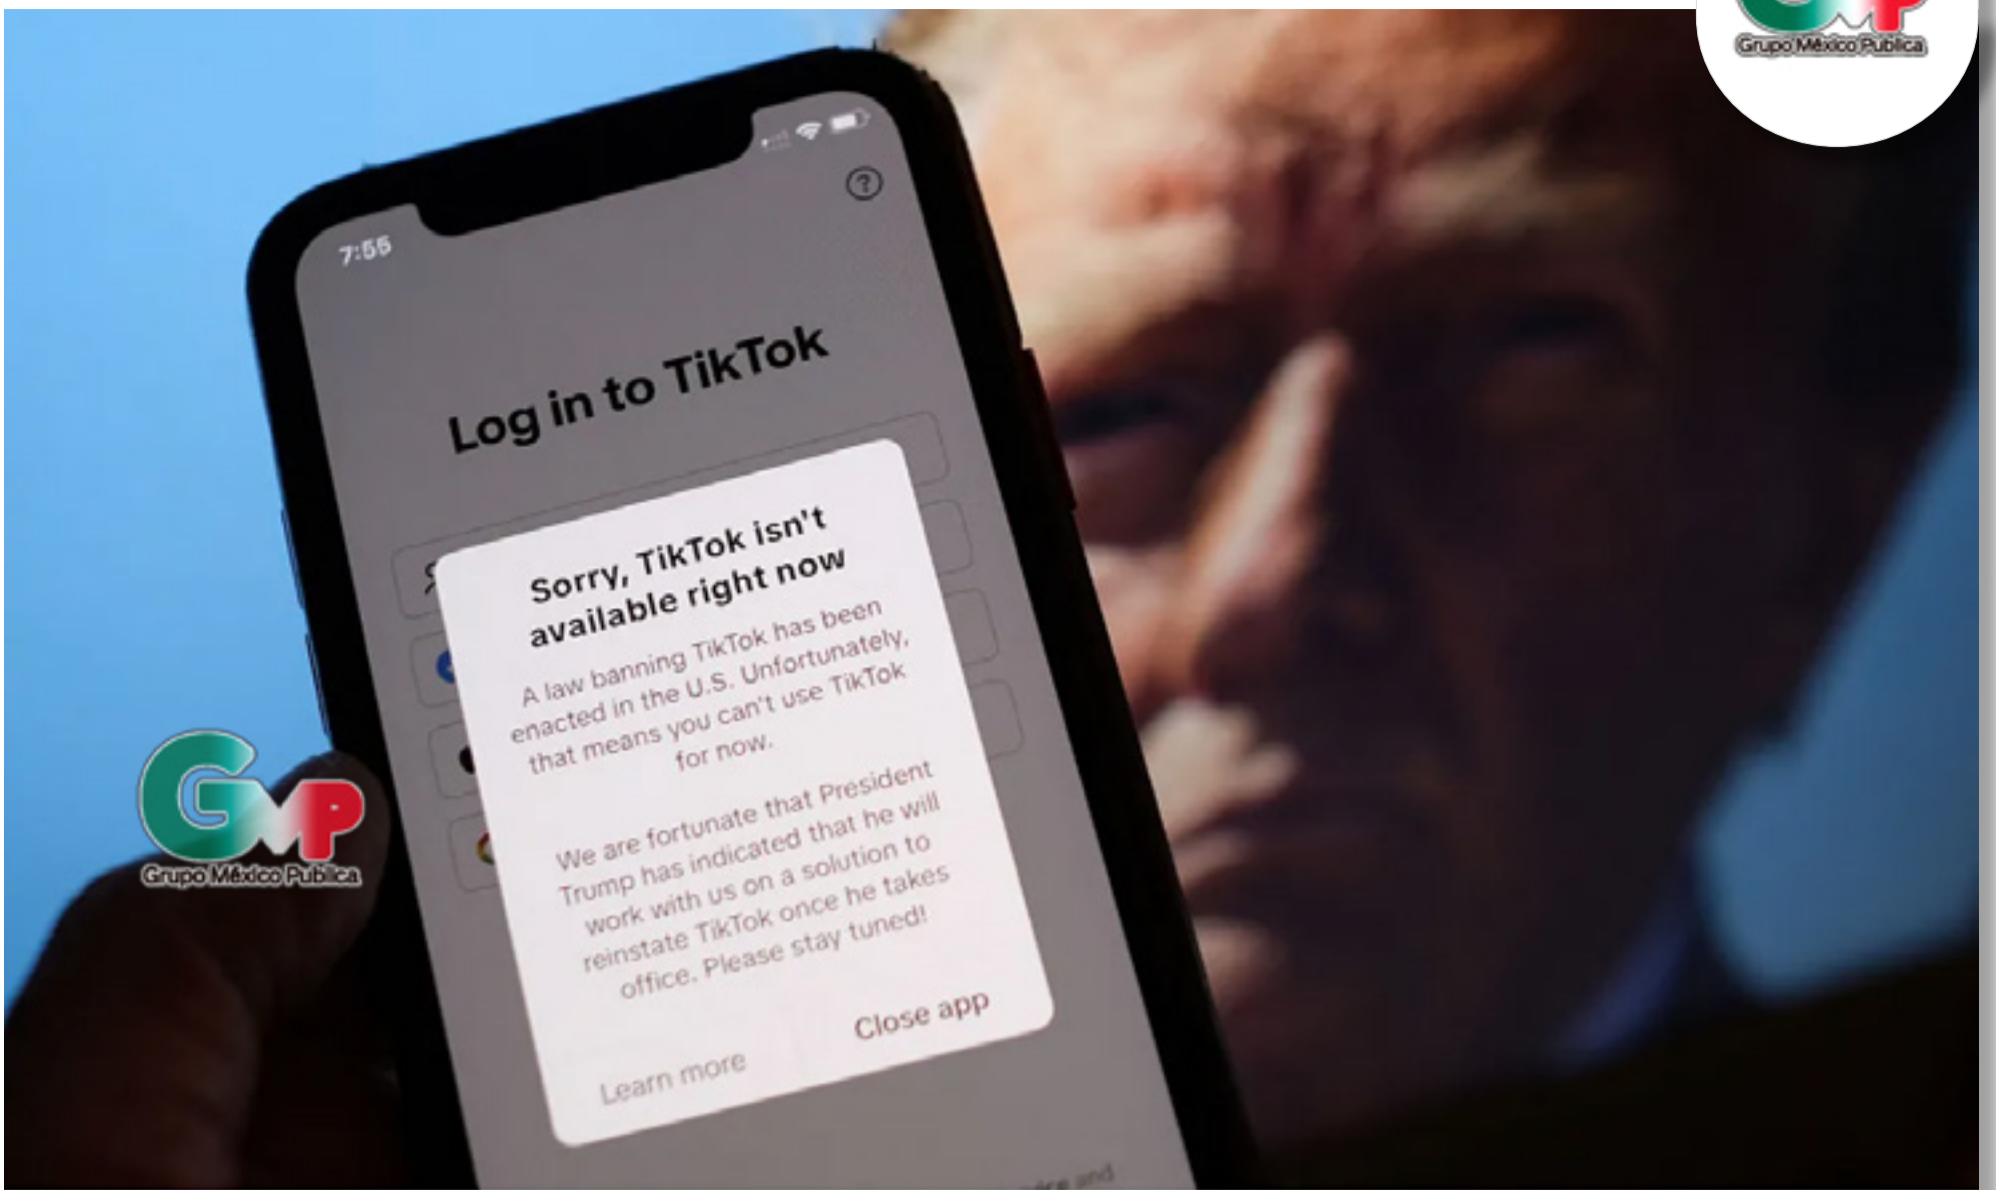 Grupo México Publica
7:55
?
Log in to TikTok
Sorry, TikTok isn't
available right now
A law banning TikTok has been
enacted in the U.S. Unfortunately,
that means you can't use TikTok
for now.
We are fortunate that President
Trump has indicated that he will
work with us on a solution to
reinstate TikTok once he takes
office. Please stay tuned!
Learn more
Close app
GMP
Grupo México Publica
and